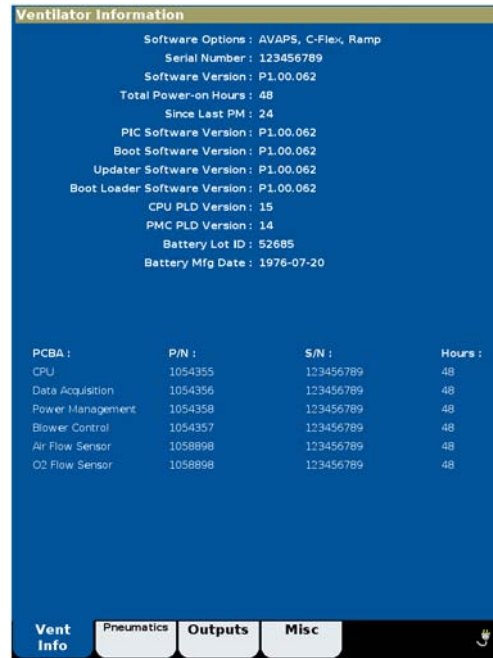 Ventilator Information
Software Options : AVAPS, C-Flex, Ramp
Serial Number : 123456789
Software Version : P1.00.062
Total Power-on Hours : 48
Since Last PM : 24
PIC Software Version : P1.00.062
Boot Software Version : P1.00.062
Updater Software Version : P1.00.062
Boot Loader Software Version : P1.00.062
CPU PLD Version : 15
PMC PLD Version : 14
Battery Lot ID : 52685
Battery Mfg Date : 1976-07-20
PCBA : P/N : S/N : Hours :
CPU 1054355 123456789 48
Data Acquisition 1054356 123456789 48
Power Management 1054358 123456789 48
Blower Control 1054357 123456789 48
Air Flow Sensor 1058898 123456789 48
O2 Flow Sensor 1058898 123456789 48
Vent Info Pneumatics Outputs Misc